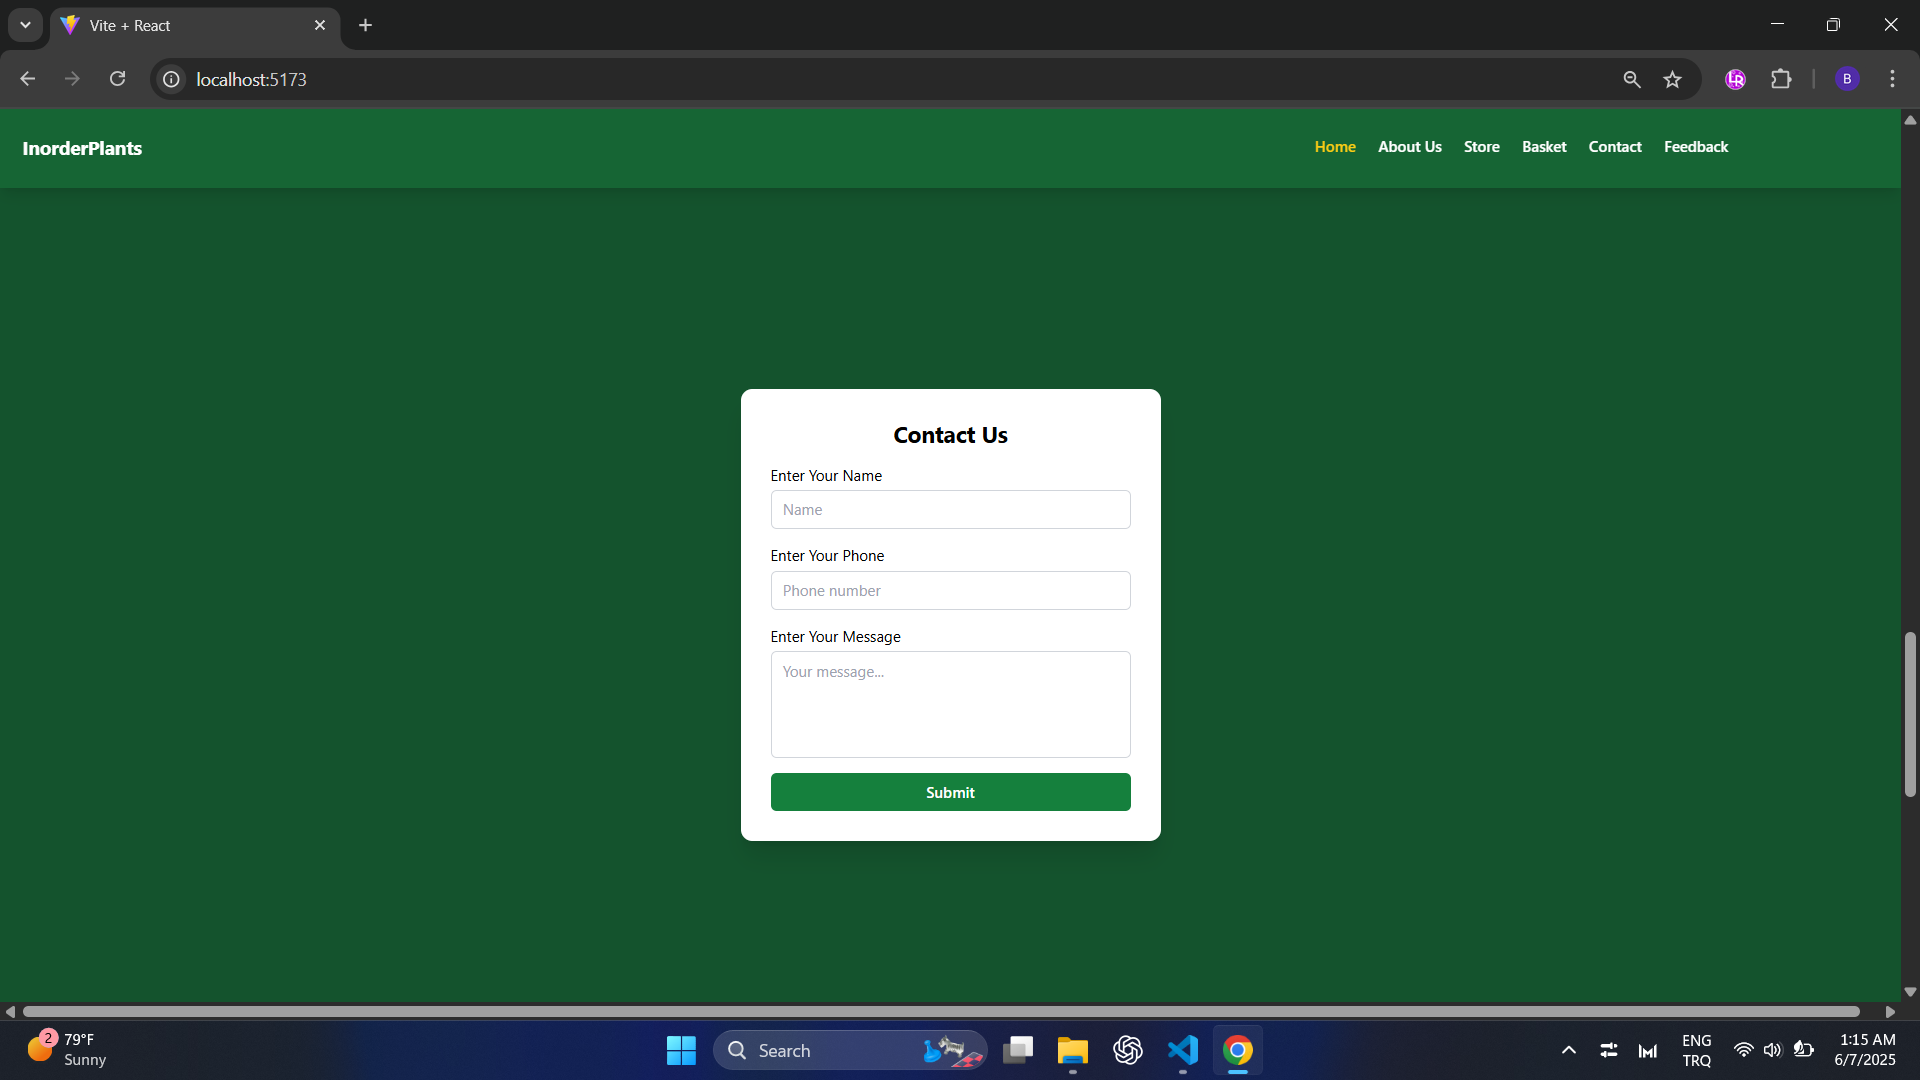 Vite + React
localhost:5173
B
InorderPlants
Home About Us Store Basket Contact Feedback
Contact Us
Enter Your Name
Name
Enter Your Phone
Phone number
Enter Your Message
Your message...
Submit
2
79°F
Sunny
Search
ENG
TRQ
1:15 AM
6/7/2025